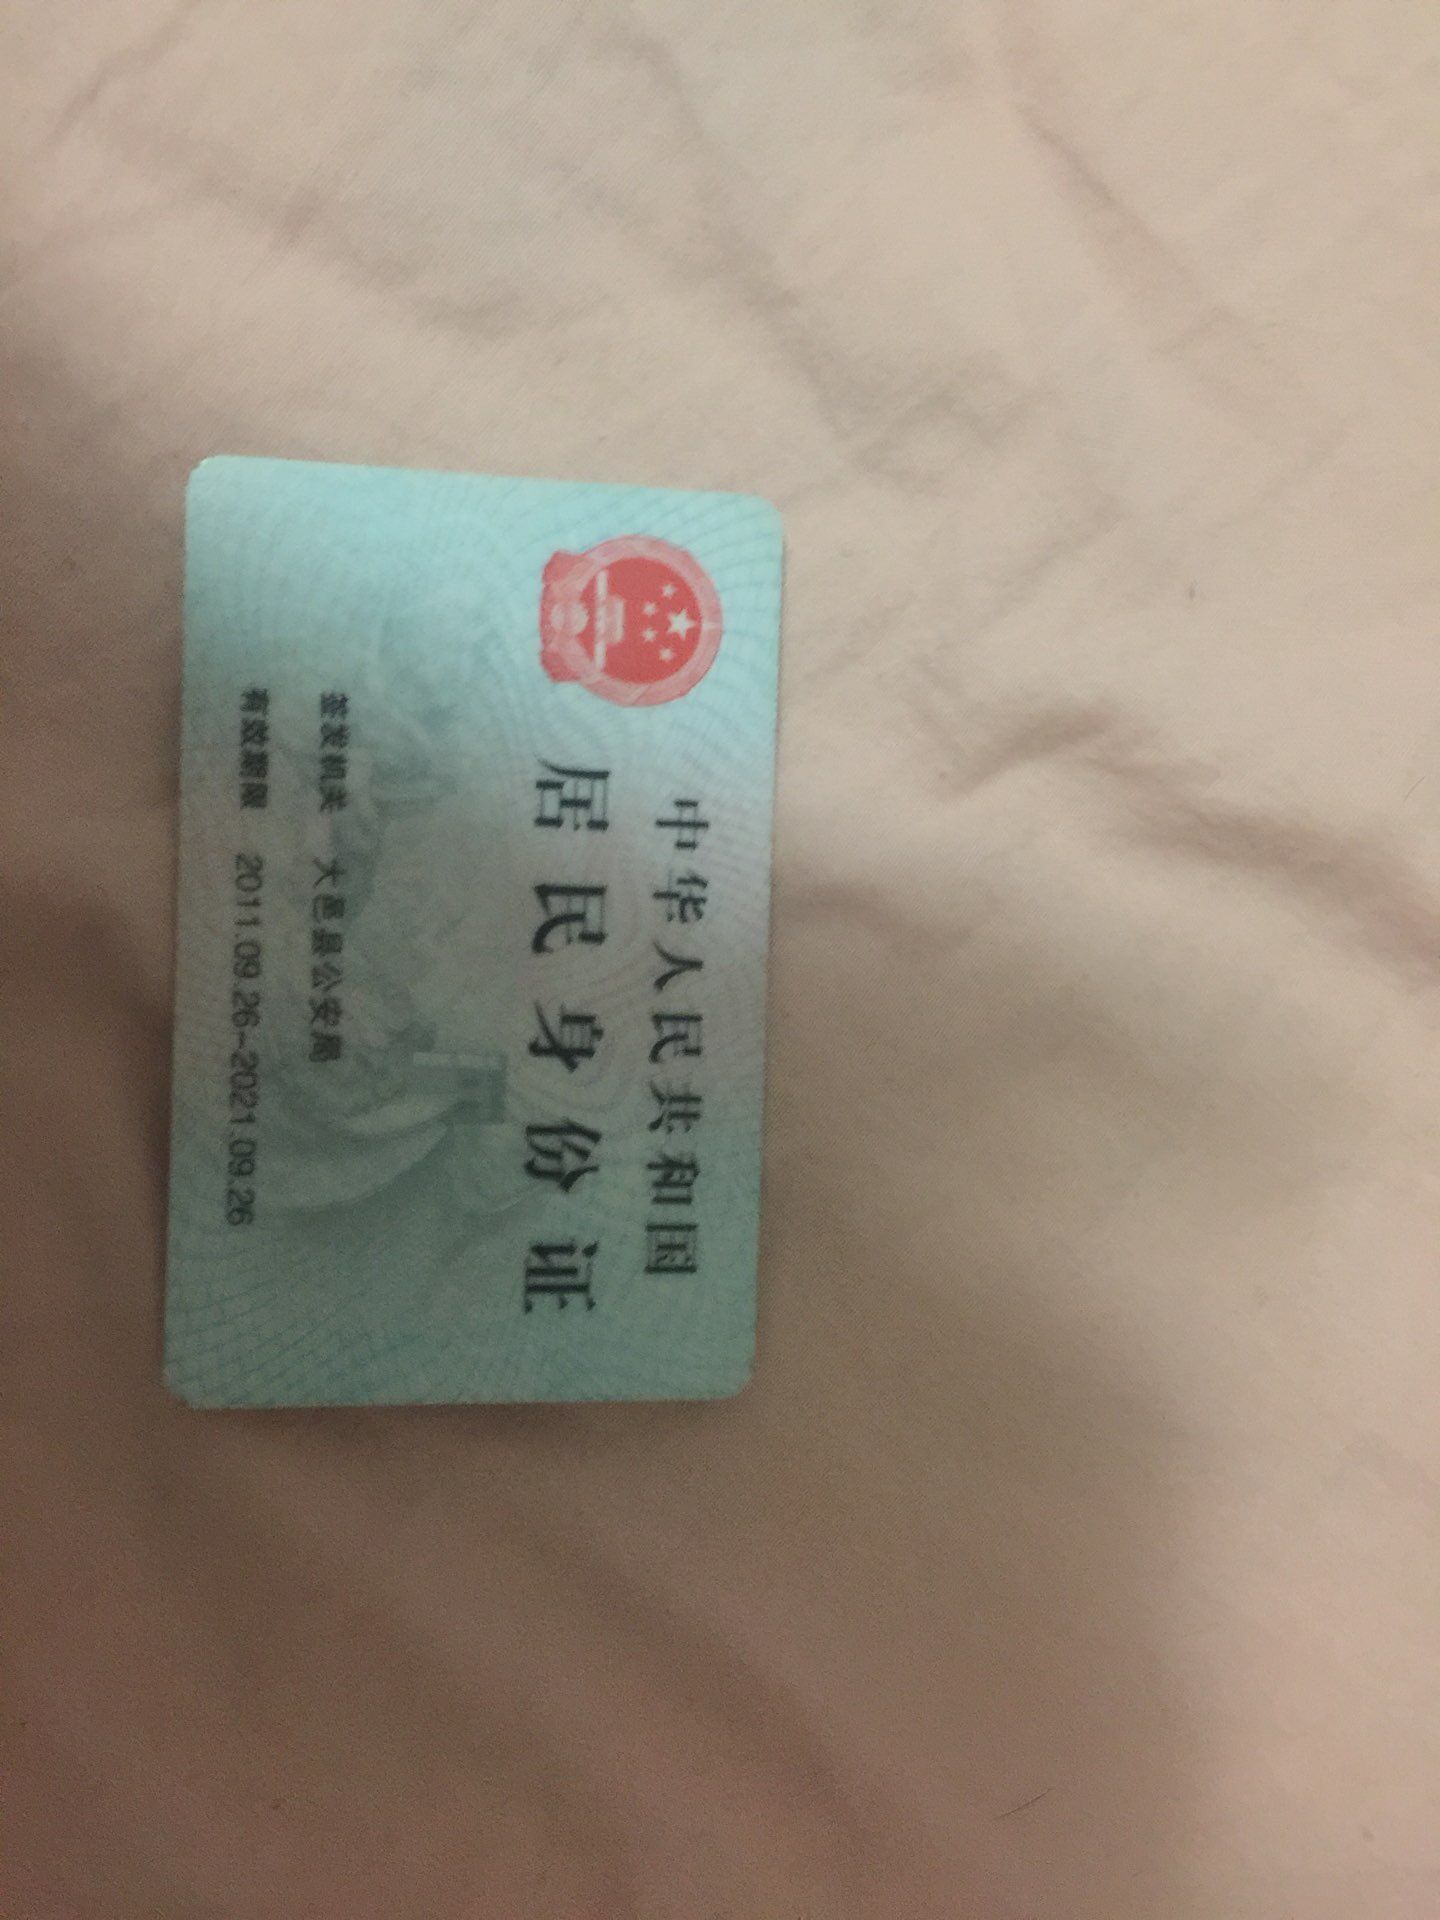 中华人民共和国
居民身份证
签发机关 大邑县公安局
有效期限 2011.09.26-2021.09.26